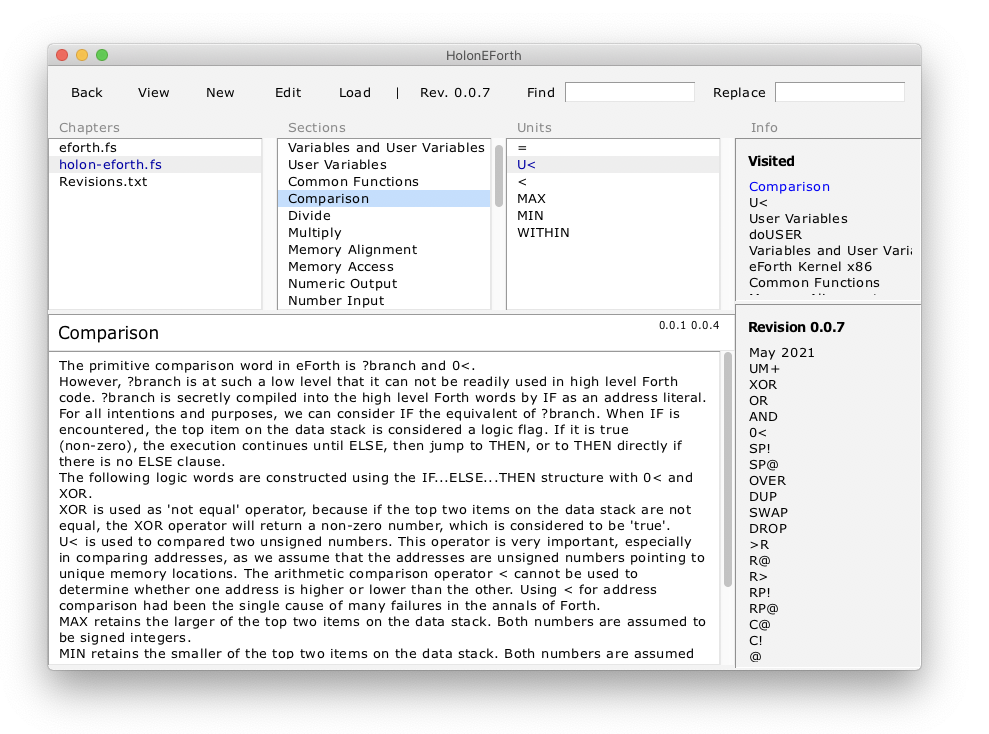 HolonEForth
Back View New Edit Load | Rev. 0.0.7 Find Replace
Chapters
eforth.fs
holon-eforth.fs
Revisions.txt
Sections
Variables and User Variables
User Variables
Common Functions
Comparison
Divide
Multiply
Memory Alignment
Memory Access
Numeric Output
Number Input
Units
=
U<
<
MAX
MIN
WITHIN
Info
Visited
Comparison
U<
User Variables
doUSER
Variables and User Varia
eForth Kernel x86
Common Functions
Comparison
0.0.1 0.0.4
The primitive comparison word in eForth is ?branch and 0<.
However, ?branch is at such a low level that it can not be readily used in high level Forth
code. ?branch is secretly compiled into the high level Forth words by IF as an address literal.
For all intentions and purposes, we can consider IF the equivalent of ?branch. When IF is
encountered, the top item on the data stack is considered a logic flag. If it is true
(non-zero), the execution continues until ELSE, then jump to THEN, or to THEN directly if
there is no ELSE clause.
The following logic words are constructed using the IF...ELSE...THEN structure with 0< and
XOR.
XOR is used as 'not equal' operator, because if the top two items on the data stack are not
equal, the XOR operator will return a non-zero number, which is considered to be 'true'.
U< is used to compared two unsigned numbers. This operator is very important, especially
in comparing addresses, as we assume that the addresses are unsigned numbers pointing to
unique memory locations. The arithmetic comparison operator < cannot be used to
determine whether one address is higher or lower than the other. Using < for address
comparison had been the single cause of many failures in the annals of Forth.
MAX retains the larger of the top two items on the data stack. Both numbers are assumed to
be signed integers.
MIN retains the smaller of the top two items on the data stack. Both numbers are assumed
Revision 0.0.7
May 2021
UM+
XOR
OR
AND
0<
SP!
SP@
OVER
DUP
SWAP
DROP
>R
R@
R>
RP!
RP@
C@
C!
@